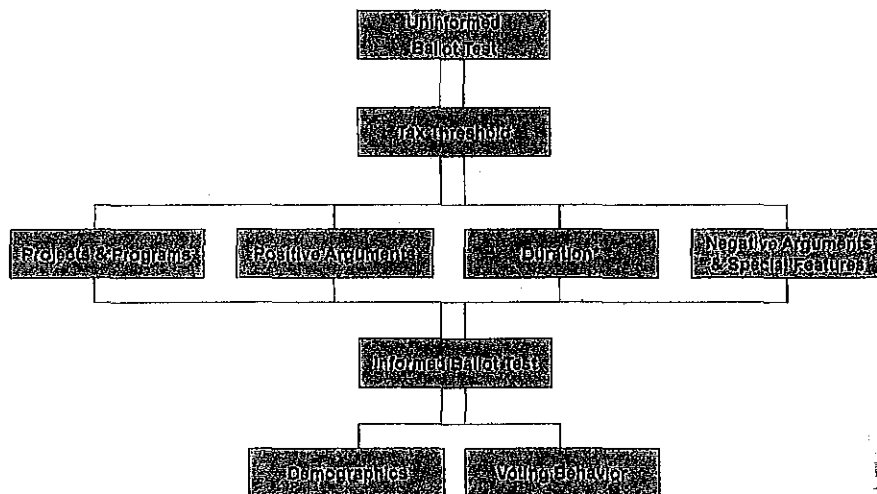 Uninformed
Ballot Test
Tax Threshold
Projects & Programs
Positive Arguments
Duration
Negative Arguments
& Special Features
Informed Ballot Test
Demographics
Voting Behavior